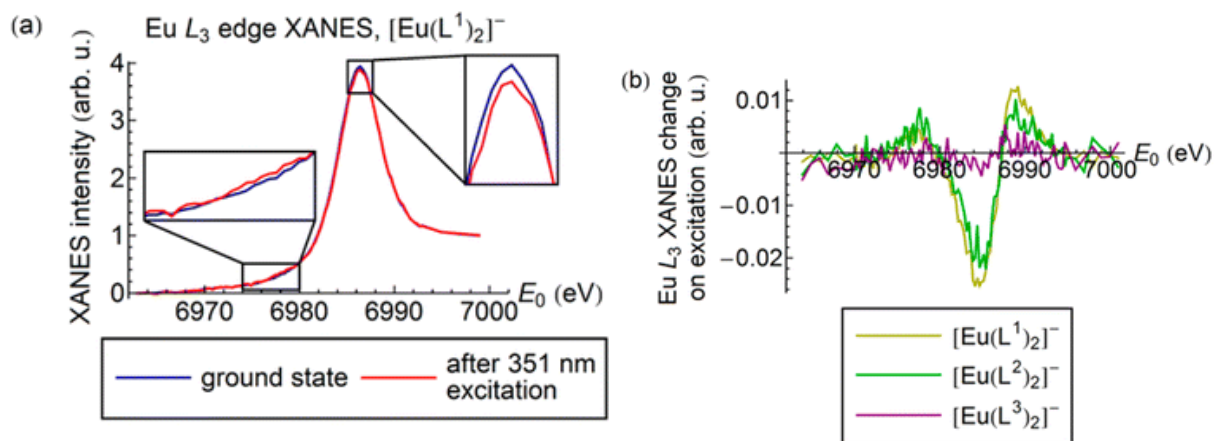 (a)
Eu L3 edge XANES, [Eu(L¹)₂]⁻
XANES intensity (arb. u.)
4
3
2
1
0
6970
6980
6990
7000
E₀ (eV)
ground state
after 351 nm
excitation
(b)
Eu L₃ XANES change
on excitation (arb. u.)
0.01
−0.01
−0.02
6970
6980
6990
7000
E₀ (eV)
[Eu(L¹)₂]⁻
[Eu(L²)₂]⁻
[Eu(L³)₂]⁻